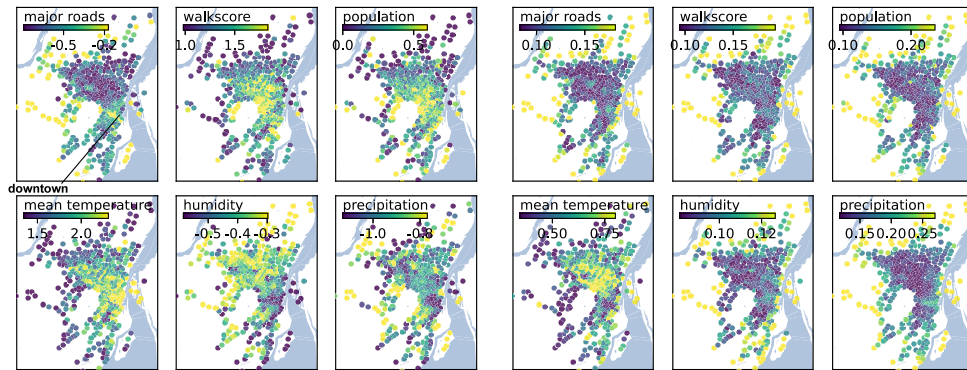 major roads
-0.5 -0.2
walkscore
1.0 1.5
population
0.0 0.5
major roads
0.10 0.15
walkscore
0.10 0.15
population
0.10 0.20
downtown
mean temperature
1.5 2.0
humidity
-0.5 -0.4 -0.3
precipitation
-1.0 -0.8
mean temperature
0.50 0.75
humidity
0.10 0.12
precipitation
0.15 0.20 0.25